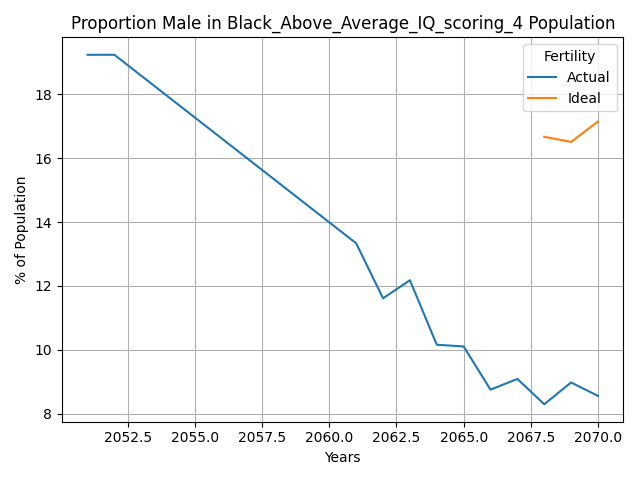 Proportion Male in Black_Above_Average_IQ_scoring_4 Population
Fertility
Actual
Ideal
% of Population
18
16
14
12
10
8
2052.5 2055.0 2057.5 2060.0 2062.5 2065.0 2067.5 2070.0
Years